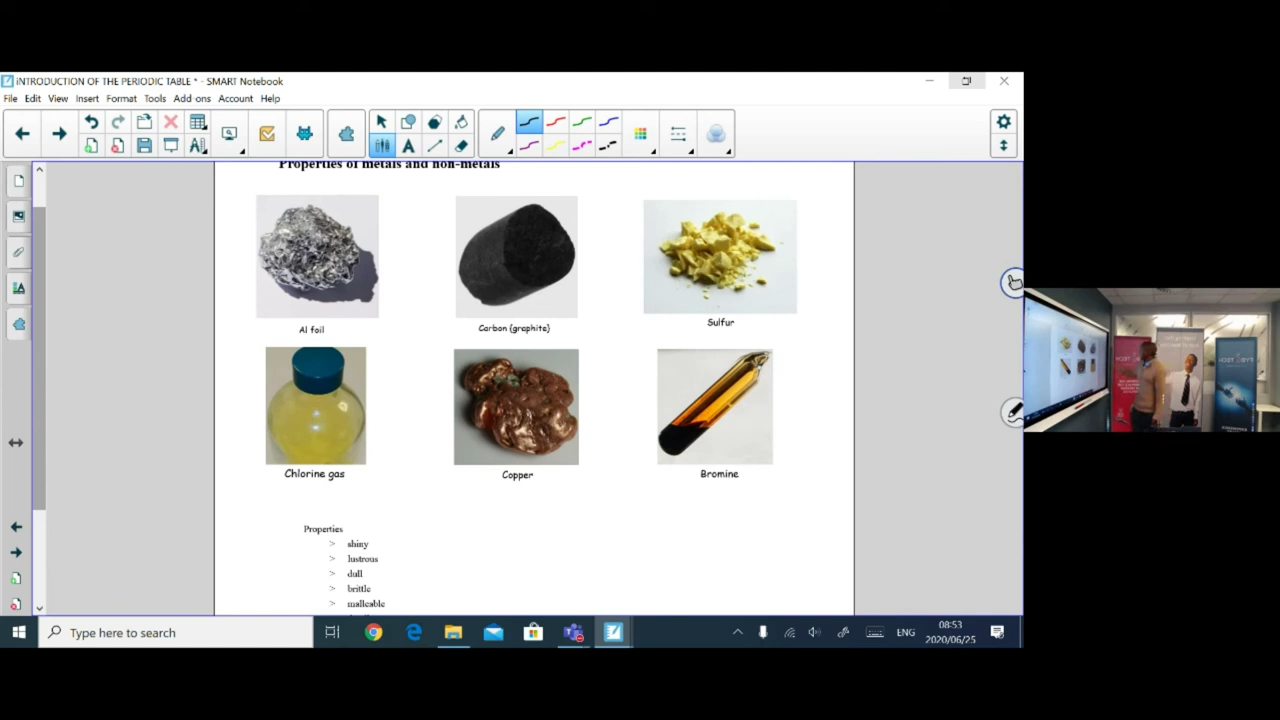 iNTRODUCTION OF THE PERIODIC TABLE * - SMART Notebook
File Edit View Insert Format Tools Add-ons Account Help
Properties of metals and non-metals
Al foil
Carbon (graphite)
Sulfur
Chlorine gas
Copper
Bromine
Properties
> shiny
> lustrous
> dull
> brittle
> malleable
Type here to search
ENG
08:53
2020/06/25